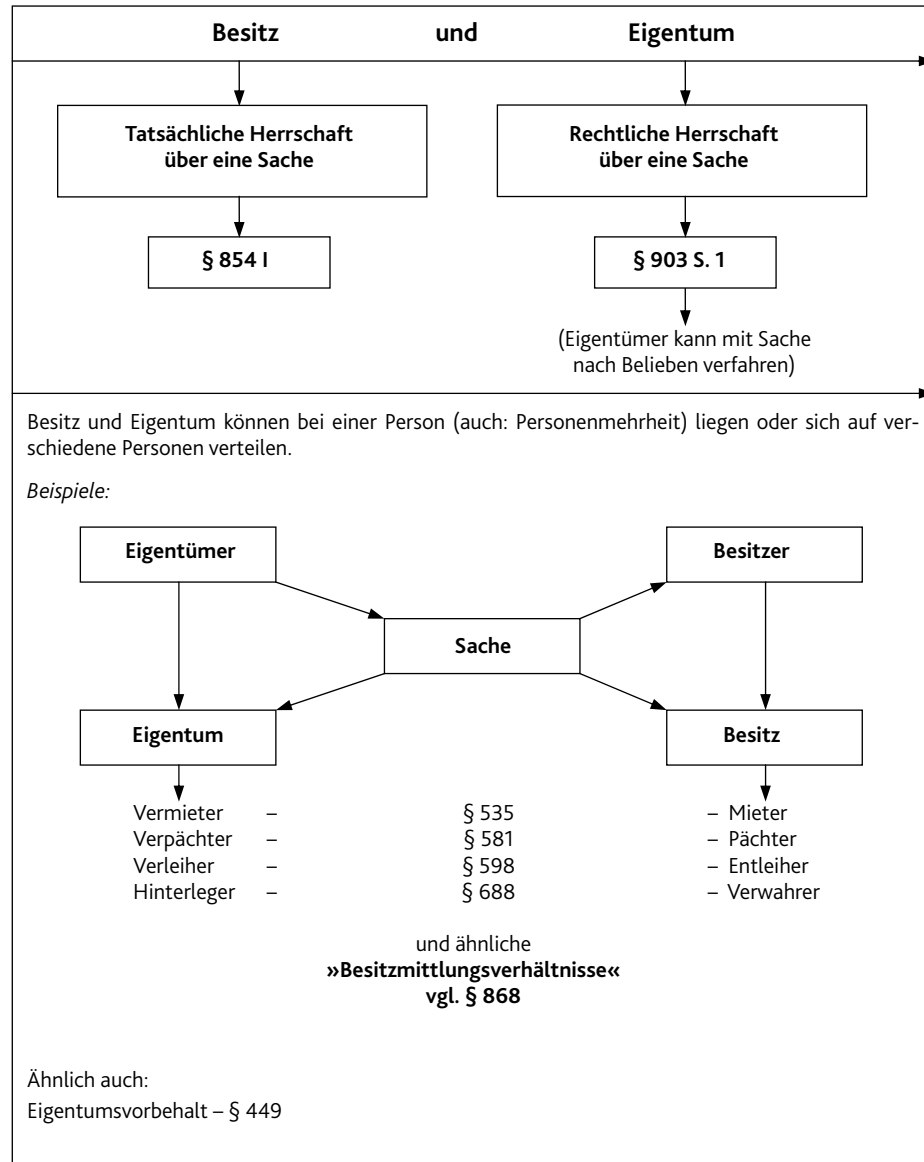 Besitz und Eigentum
Tatsächliche Herrschaft
über eine Sache
Rechtliche Herrschaft
über eine Sache
§ 854 I
§ 903 S. 1
(Eigentümer kann mit Sache
nach Belieben verfahren)
Besitz und Eigentum können bei einer Person (auch: Personenmehrheit) liegen oder sich auf ver-
schiedene Personen verteilen.
Beispiele:
Eigentümer
Besitzer
Sache
Eigentum
Besitz
Vermieter – § 535 – Mieter
Verpächter – § 581 – Pächter
Verleiher – § 598 – Entleiher
Hinterleger – § 688 – Verwahrer
und ähnliche
»Besitzmittlungsverhältnisse«
vgl. § 868
Ähnlich auch:
Eigentumsvorbehalt – § 449